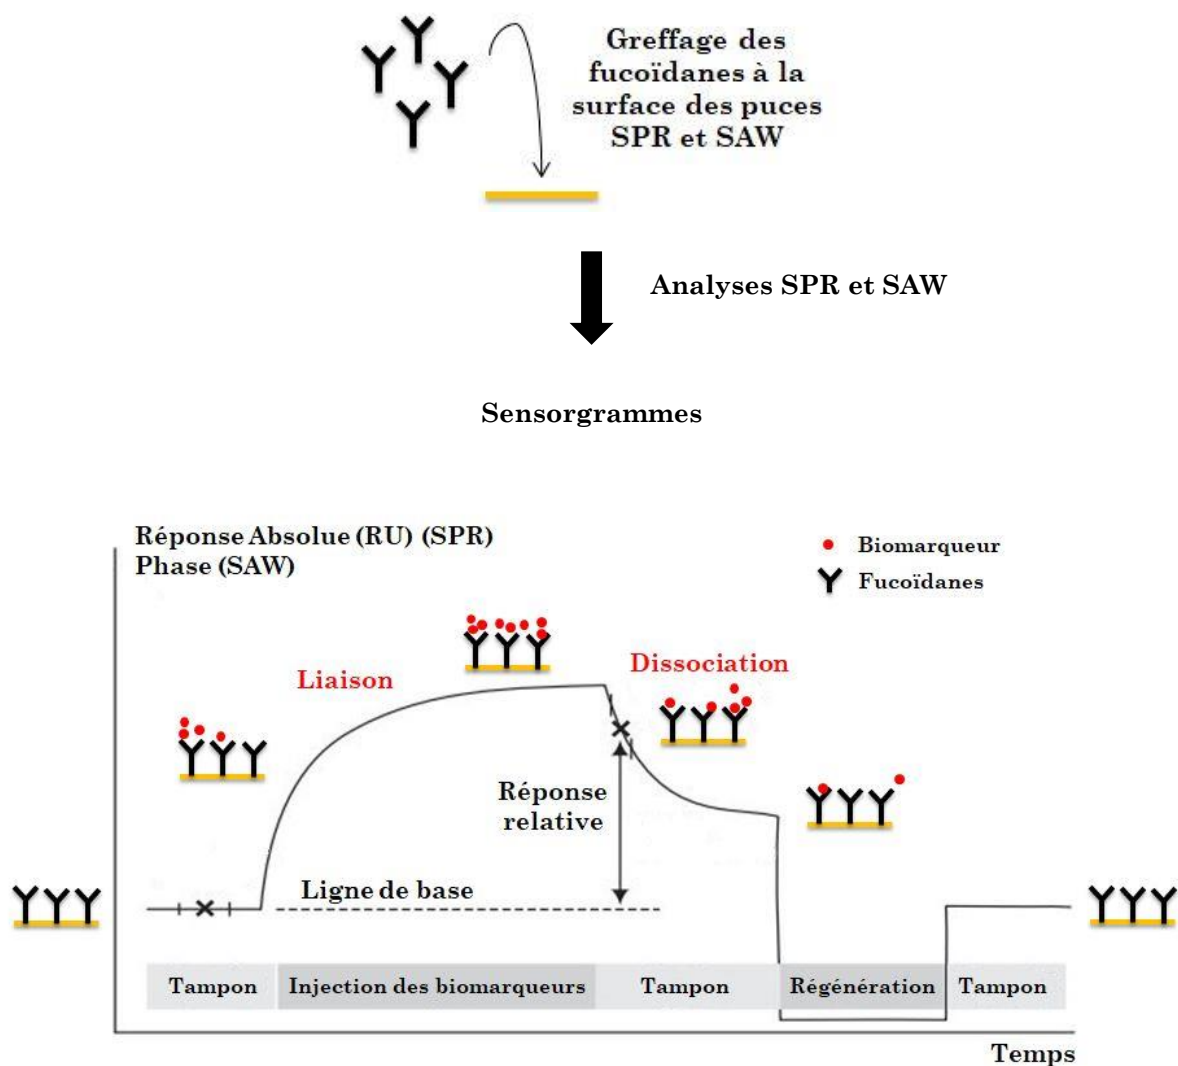 Greffage des
fucoïdanes à la
surface des puces
SPR et SAW
Analyses SPR et SAW
Sensorgrammes
Réponse Absolue (RU) (SPR)
Phase (SAW)
Biomarqueur
Fucoïdanes
Liaison
Dissociation
Réponse
relative
Ligne de base
Tampon
Injection des biomarqueurs
Tampon
Régénération
Tampon
Temps